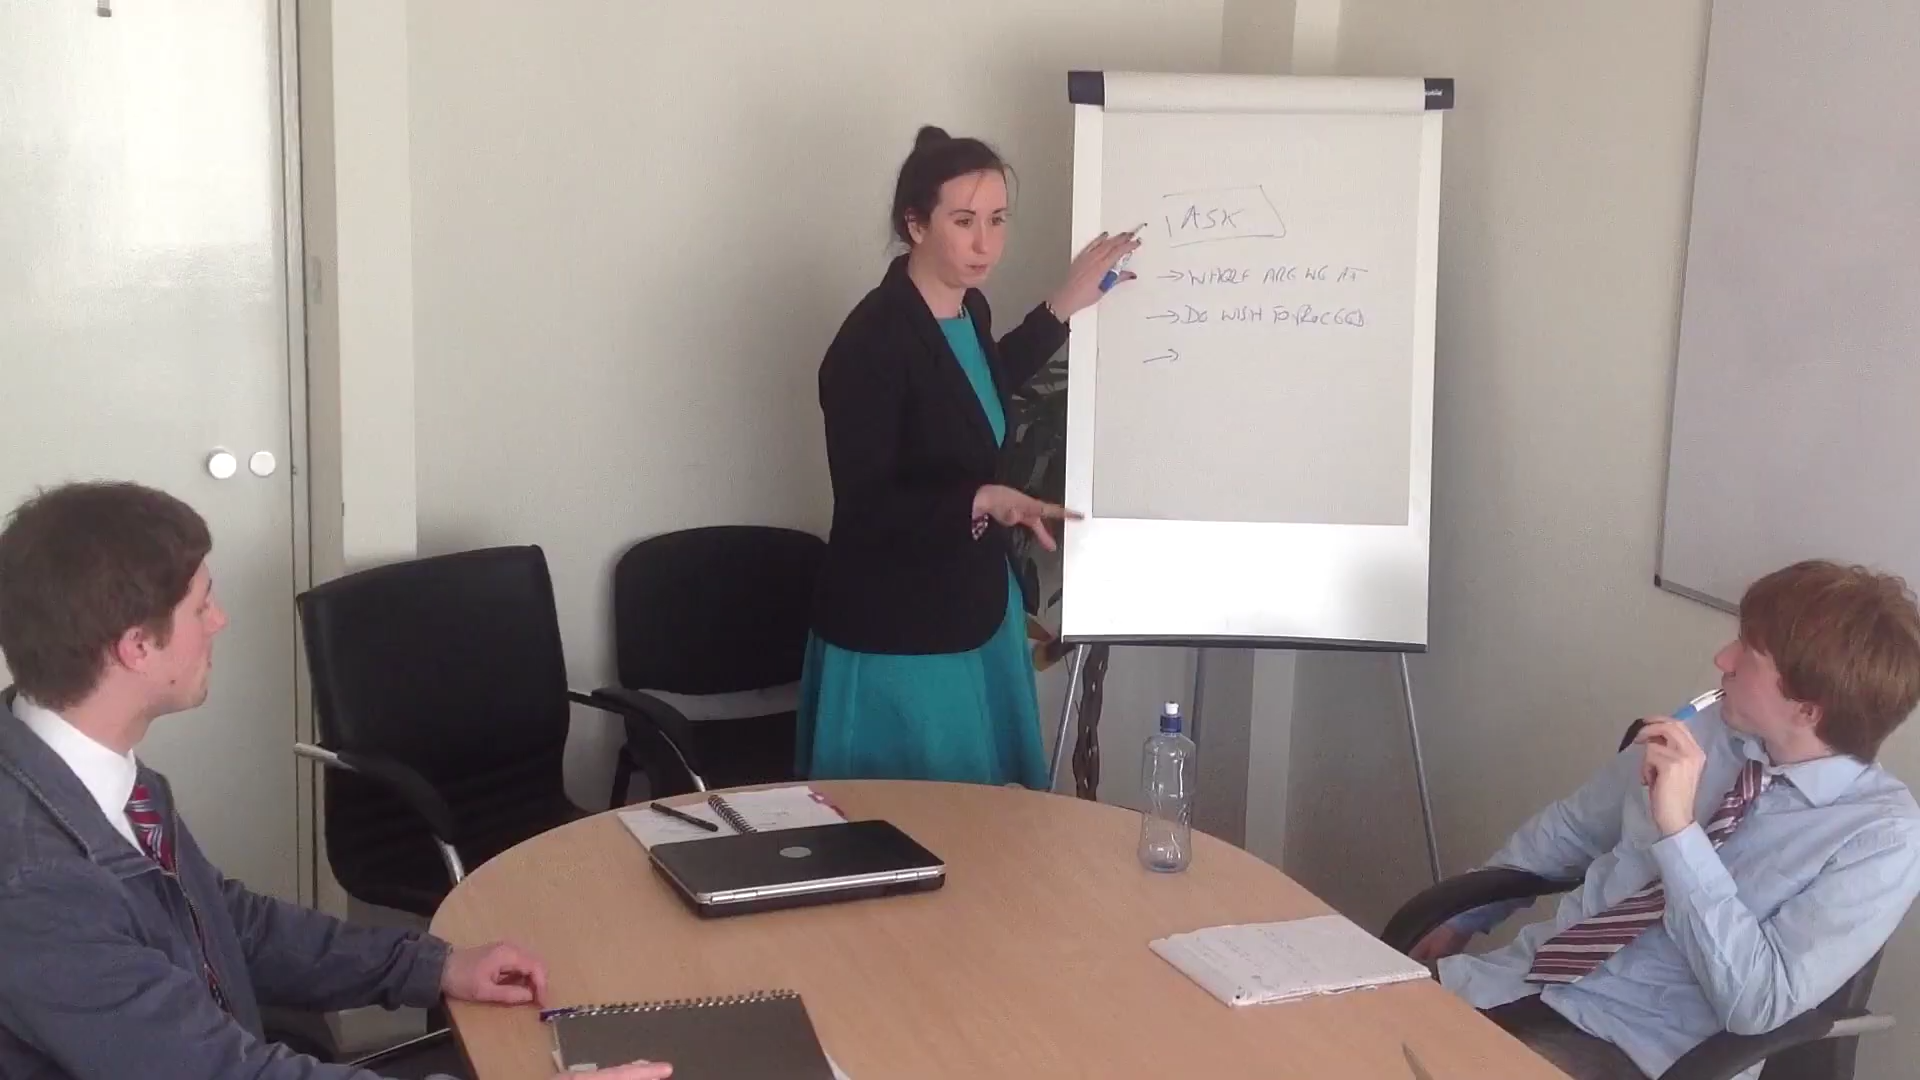 ASK
→ WHERE ARE WE AT
→ DO WISH TO PROCEED
→